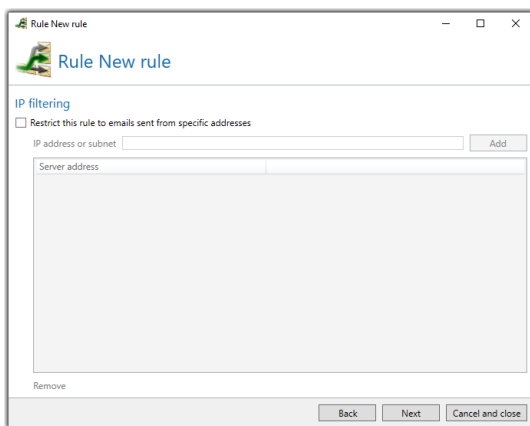 Rule New rule
Rule New rule
IP filtering
Restrict this rule to emails sent from specific addresses
IP address or subnet Add
Server address
Remove
Back Next Cancel and close